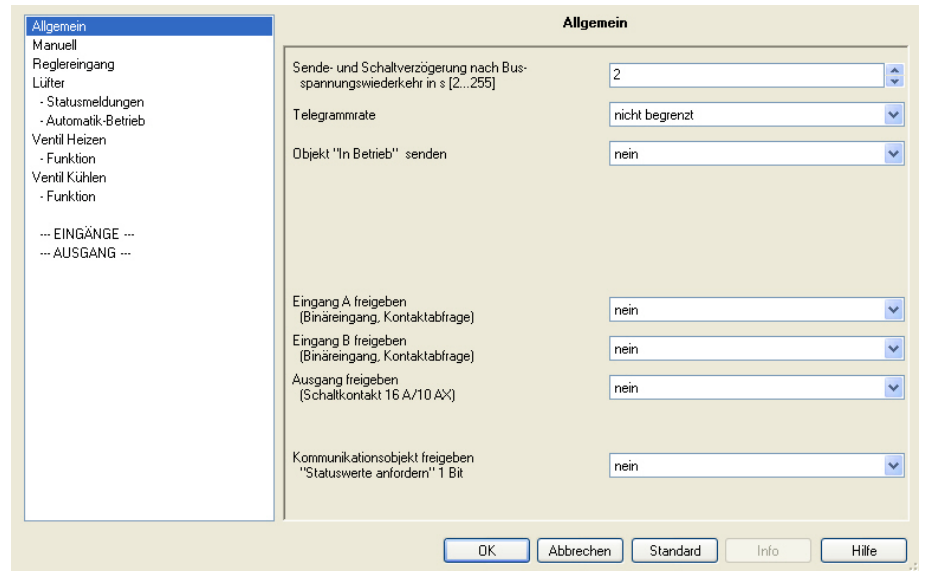 Allgemein
Manuell
Reglereingang
Lüfter
- Statusmeldungen
- Automatik-Betrieb
Ventil Heizen
- Funktion
Ventil Kühlen
- Funktion
--- EINGÄNGE ---
--- AUSGANG ---
Allgemein
Sende- und Schaltverzögerung nach Bus-
spannungswiederkehr in s [2...255]
2
Telegrammrate
nicht begrenzt
Objekt "In Betrieb" senden
nein
Eingang A freigeben
(Binäreingang, Kontaktabfrage)
nein
Eingang B freigeben
(Binäreingang, Kontaktabfrage)
nein
Ausgang freigeben
(Schaltkontakt 16 A/10 AX)
nein
Kommunikationsobjekt freigeben
"Statuswerte anfordern" 1 Bit
nein
OK
Abbrechen
Standard
Info
Hilfe